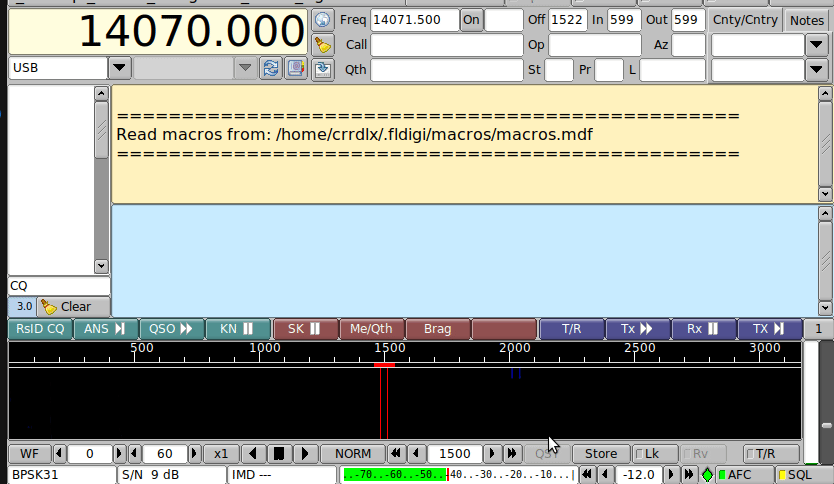 14070.000
Freq 14071.500 On Off 1522 In 599 Out 599 Cnty/Cntry Notes
Call Op Az
USB
Qth St Pr L
================================================
Read macros from: /home/crrdlx/.fldigi/macros/macros.mdf
================================================
CQ
3.0 Clear
RsID CQ ANS QSO KN SK Me/Qth Brag T/R Tx Rx TX 1
500 1000 1500 2000 2500 3000
WF 0 60 x1 NORM 1500 QSY Store Lk Rv T/R
BPSK31 S/N 9 dB IMD --- ..-70..-60..-50..-40..-30..-20..-10...| -12.0 AFC SQL